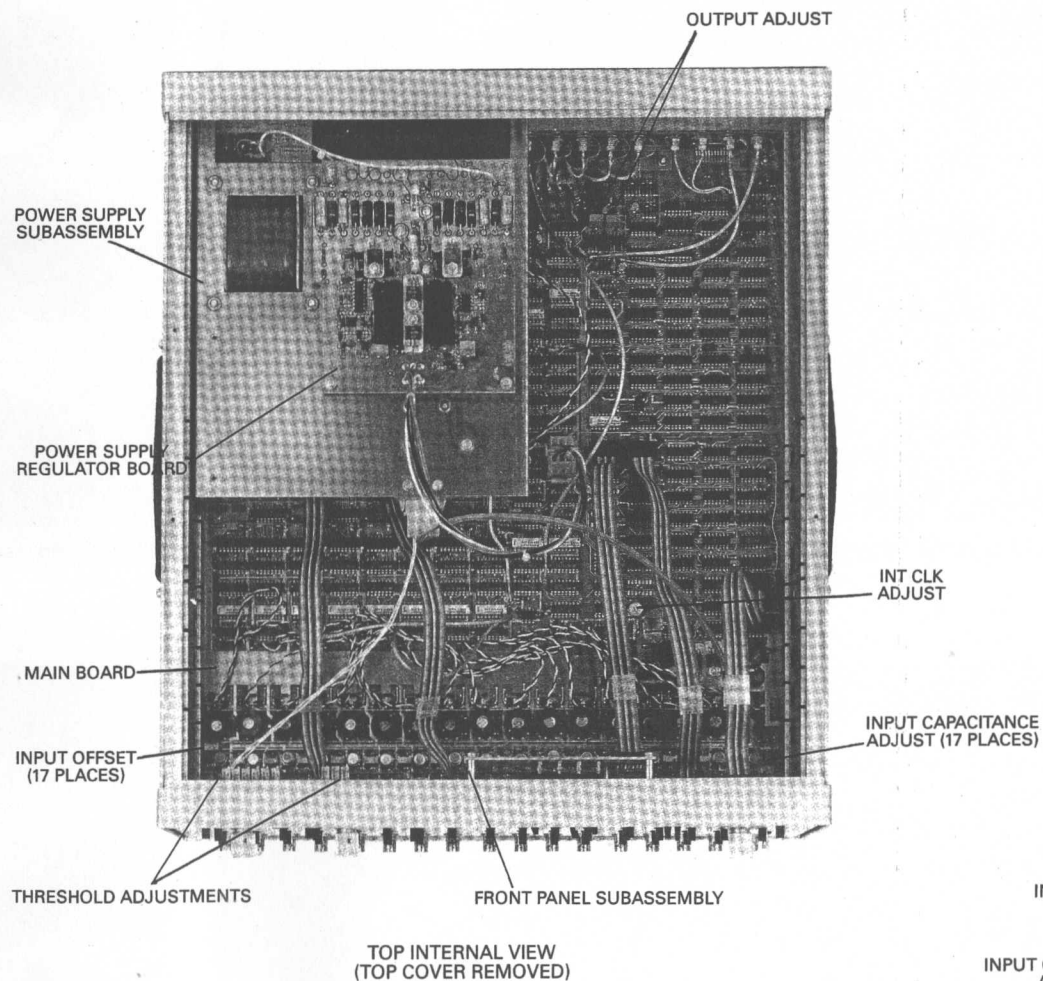 OUTPUT ADJUST
POWER SUPPLY
SUBASSEMBLY
POWER SUPPLY
REGULATOR BOARD
INT CLK
ADJUST
MAIN BOARD
INPUT OFFSET
(17 PLACES)
INPUT CAPACITANCE
ADJUST (17 PLACES)
THRESHOLD ADJUSTMENTS
FRONT PANEL SUBASSEMBLY
TOP INTERNAL VIEW
(TOP COVER REMOVED)
INPUT